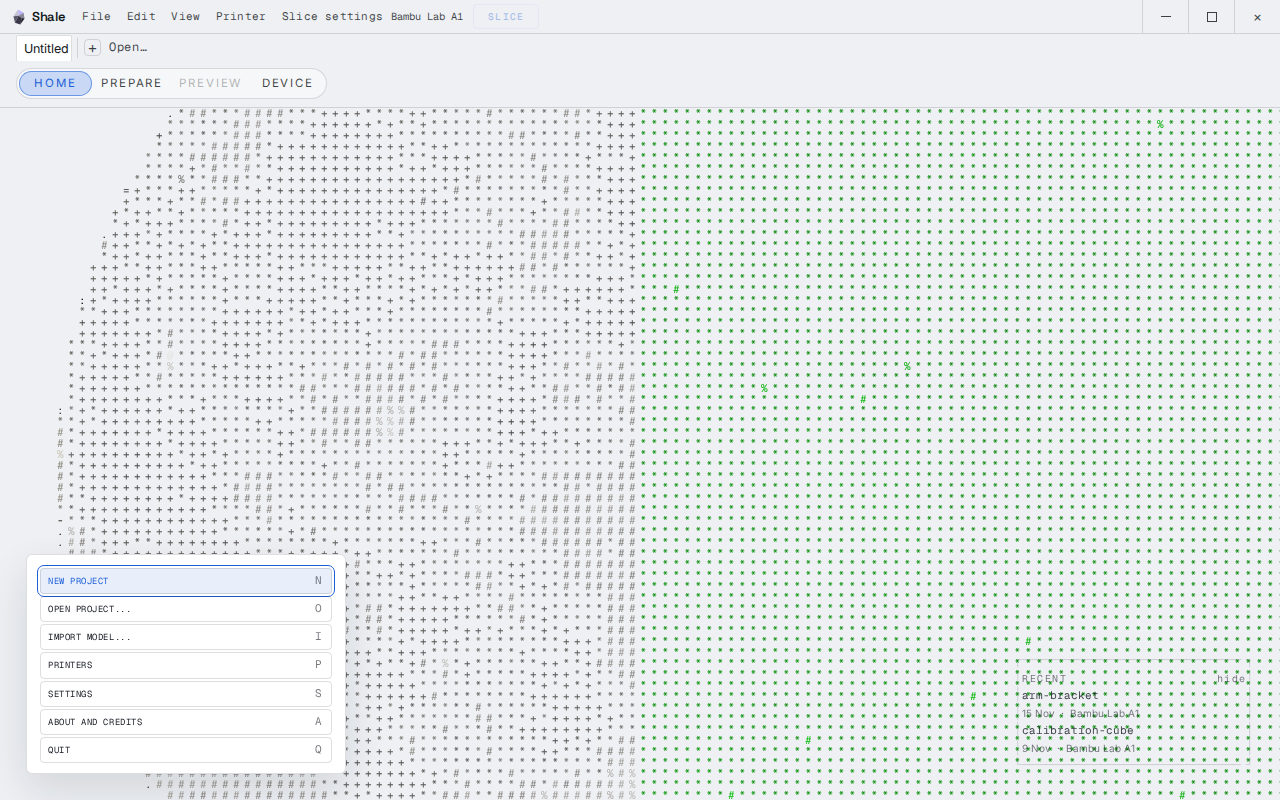 Shale File Edit View Printer Slice settings Bambu Lab A1 SLICE
Untitled + Open…
HOME PREPARE PREVIEW DEVICE
NEW PROJECT N
OPEN PROJECT... O
IMPORT MODEL... I
PRINTERS P
SETTINGS S
ABOUT AND CREDITS A
QUIT Q
RECENT hide
arm-bracket
15 Nov · Bambu Lab A1
calibration-cube
9 Nov · Bambu Lab A1